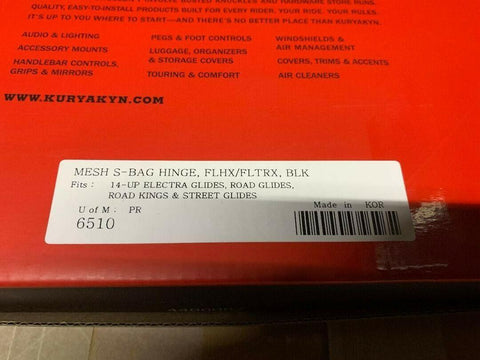 QUALITY, EASY-TO-INSTALL PRODUCTS BUILT FOR EVERY RIDER. YOUR RIDE. YOUR RULES.
IT'S UP TO YOU WHERE TO START—AND THERE'S NO BETTER PLACE THAN KURYAKYN.
AUDIO & LIGHTING
PEGS & FOOT CONTROLS
WINDSHIELDS &
AIR MANAGEMENT
ACCESSORY MOUNTS
LUGGAGE, ORGANIZERS
& STORAGE COVERS
COVERS, TRIMS & ACCENTS
HANDLEBAR CONTROLS,
GRIPS & MIRRORS
TOURING & COMFORT
AIR CLEANERS
WWW.KURYAKYN.COM
MESH S-BAG HINGE, FLHX/FLTRX, BLK
Fits : 14-UP ELECTRA GLIDES, ROAD GLIDES,
ROAD KINGS & STREET GLIDES
U of M : PR
Made in KOR
6510